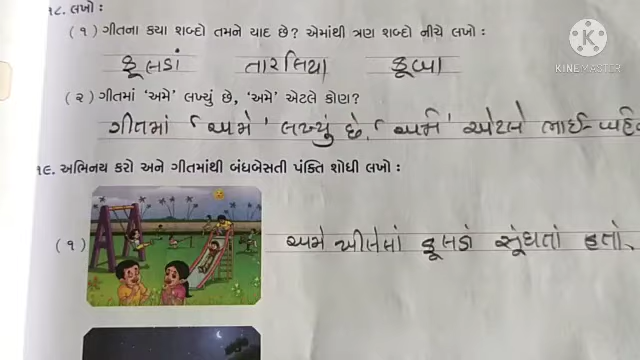 ૧૮. લખો :
(૧) ગીતના કયા શબ્દો તમને યાદ છે? એમાંથી ત્રણ શબ્દો નીચે લખો :
ફૂલડાં તારલિયા કૂવા
(૨) ગીતમાં 'અમે' લખ્યું છે, 'અમે' એટલે કોણ?
ગીતમાં 'અમે' લખ્યું છે, 'અમે' એટલે ભાઈ-બહેન
૧૯. અભિનય કરો અને ગીતમાંથી બંધબેસતી પંક્તિ શોધી લખો :
(૧) અમે ખીલેલાં ફૂલડાં સૂંઘતાં હતાં.
KINEMASTER